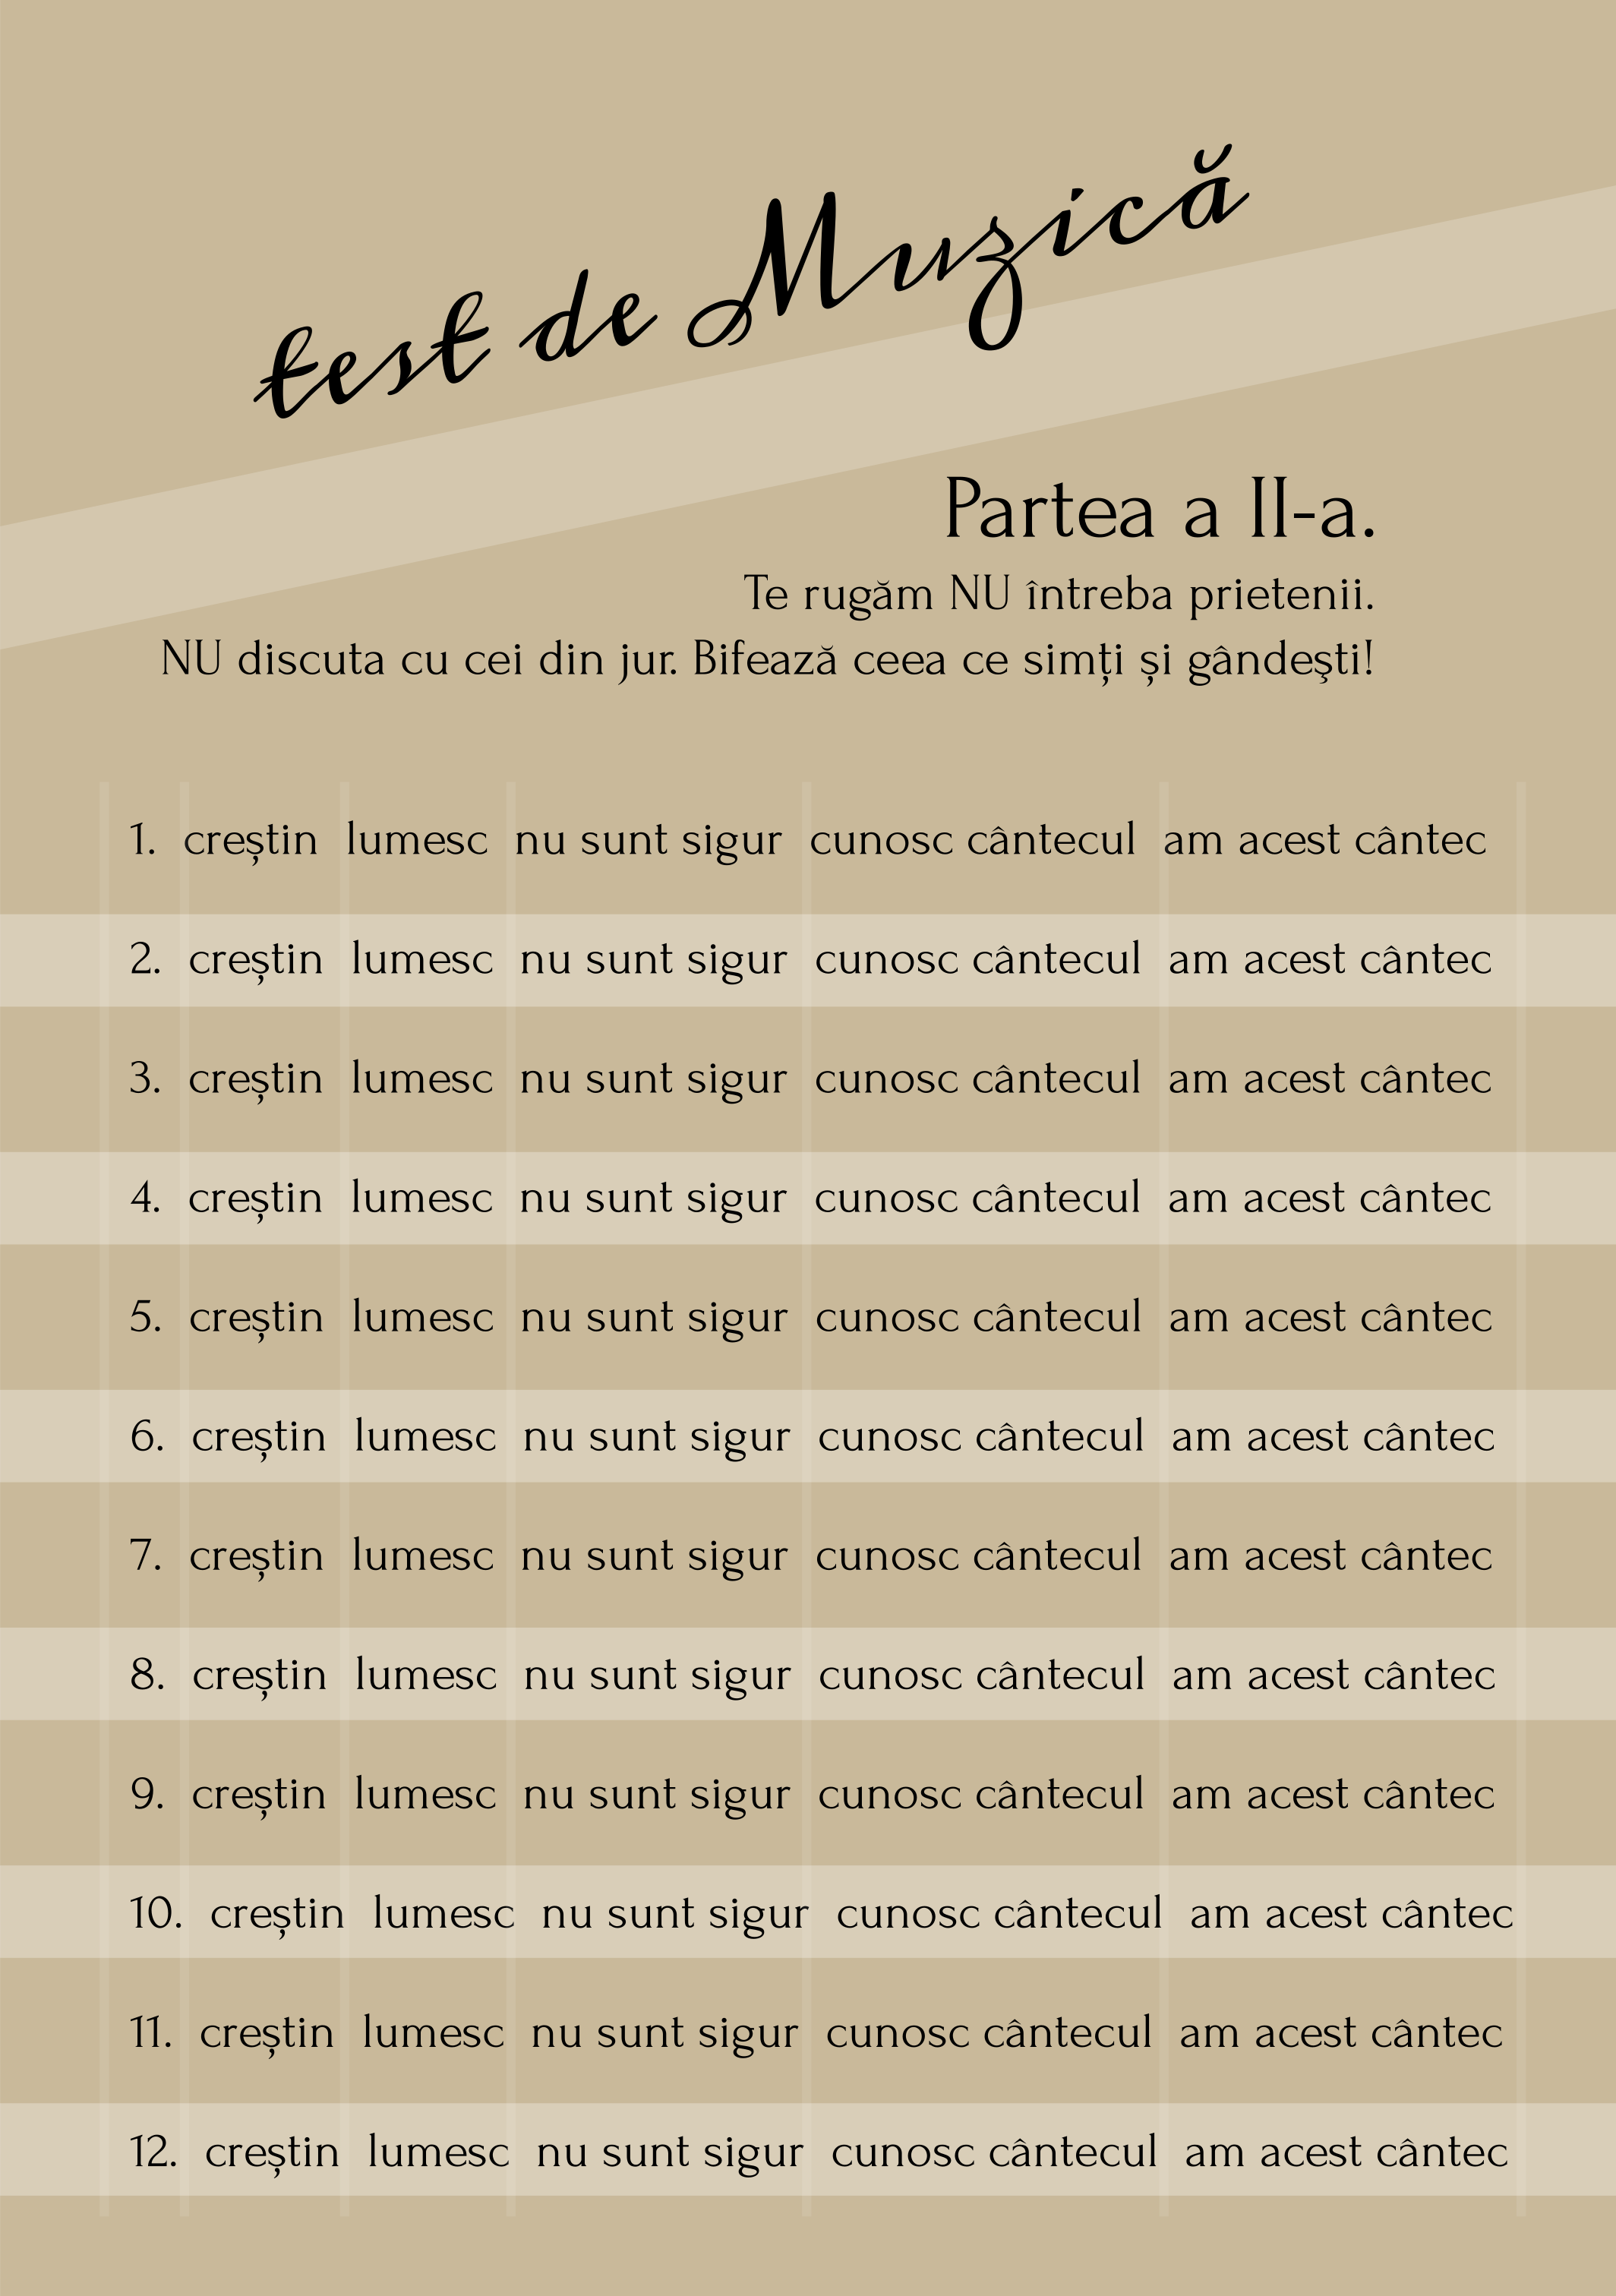 test de Muzică
Partea a II-a.
Te rugăm NU întreba prietenii.
NU discuta cu cei din jur. Bifează ceea ce simți și gândeşti!
1. creștin lumesc nu sunt sigur cunosc cântecul am acest cântec
2. creștin lumesc nu sunt sigur cunosc cântecul am acest cântec
3. creștin lumesc nu sunt sigur cunosc cântecul am acest cântec
4. creștin lumesc nu sunt sigur cunosc cântecul am acest cântec
5. creștin lumesc nu sunt sigur cunosc cântecul am acest cântec
6. creștin lumesc nu sunt sigur cunosc cântecul am acest cântec
7. creștin lumesc nu sunt sigur cunosc cântecul am acest cântec
8. creștin lumesc nu sunt sigur cunosc cântecul am acest cântec
9. creștin lumesc nu sunt sigur cunosc cântecul am acest cântec
10. creștin lumesc nu sunt sigur cunosc cântecul am acest cântec
11. creștin lumesc nu sunt sigur cunosc cântecul am acest cântec
12. creștin lumesc nu sunt sigur cunosc cântecul am acest cântec